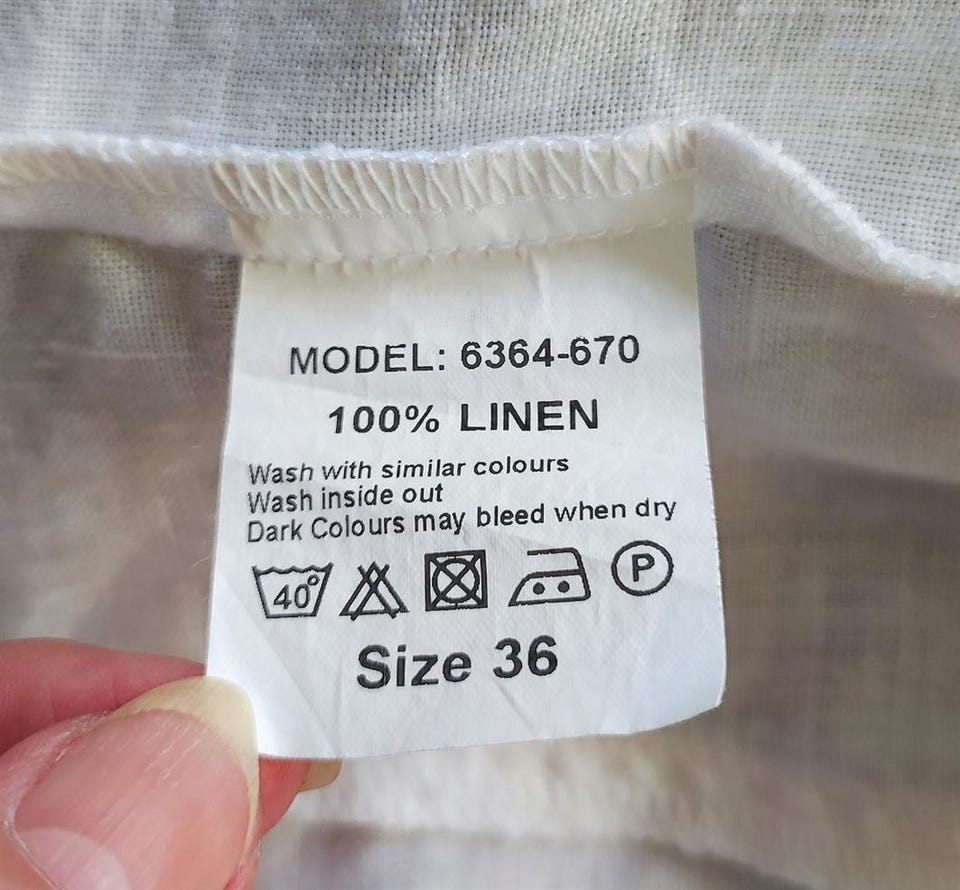 MODEL: 6364-670
100% LINEN
Wash with similar colours
Wash inside out
Dark Colours may bleed when dry
40° P
Size 36